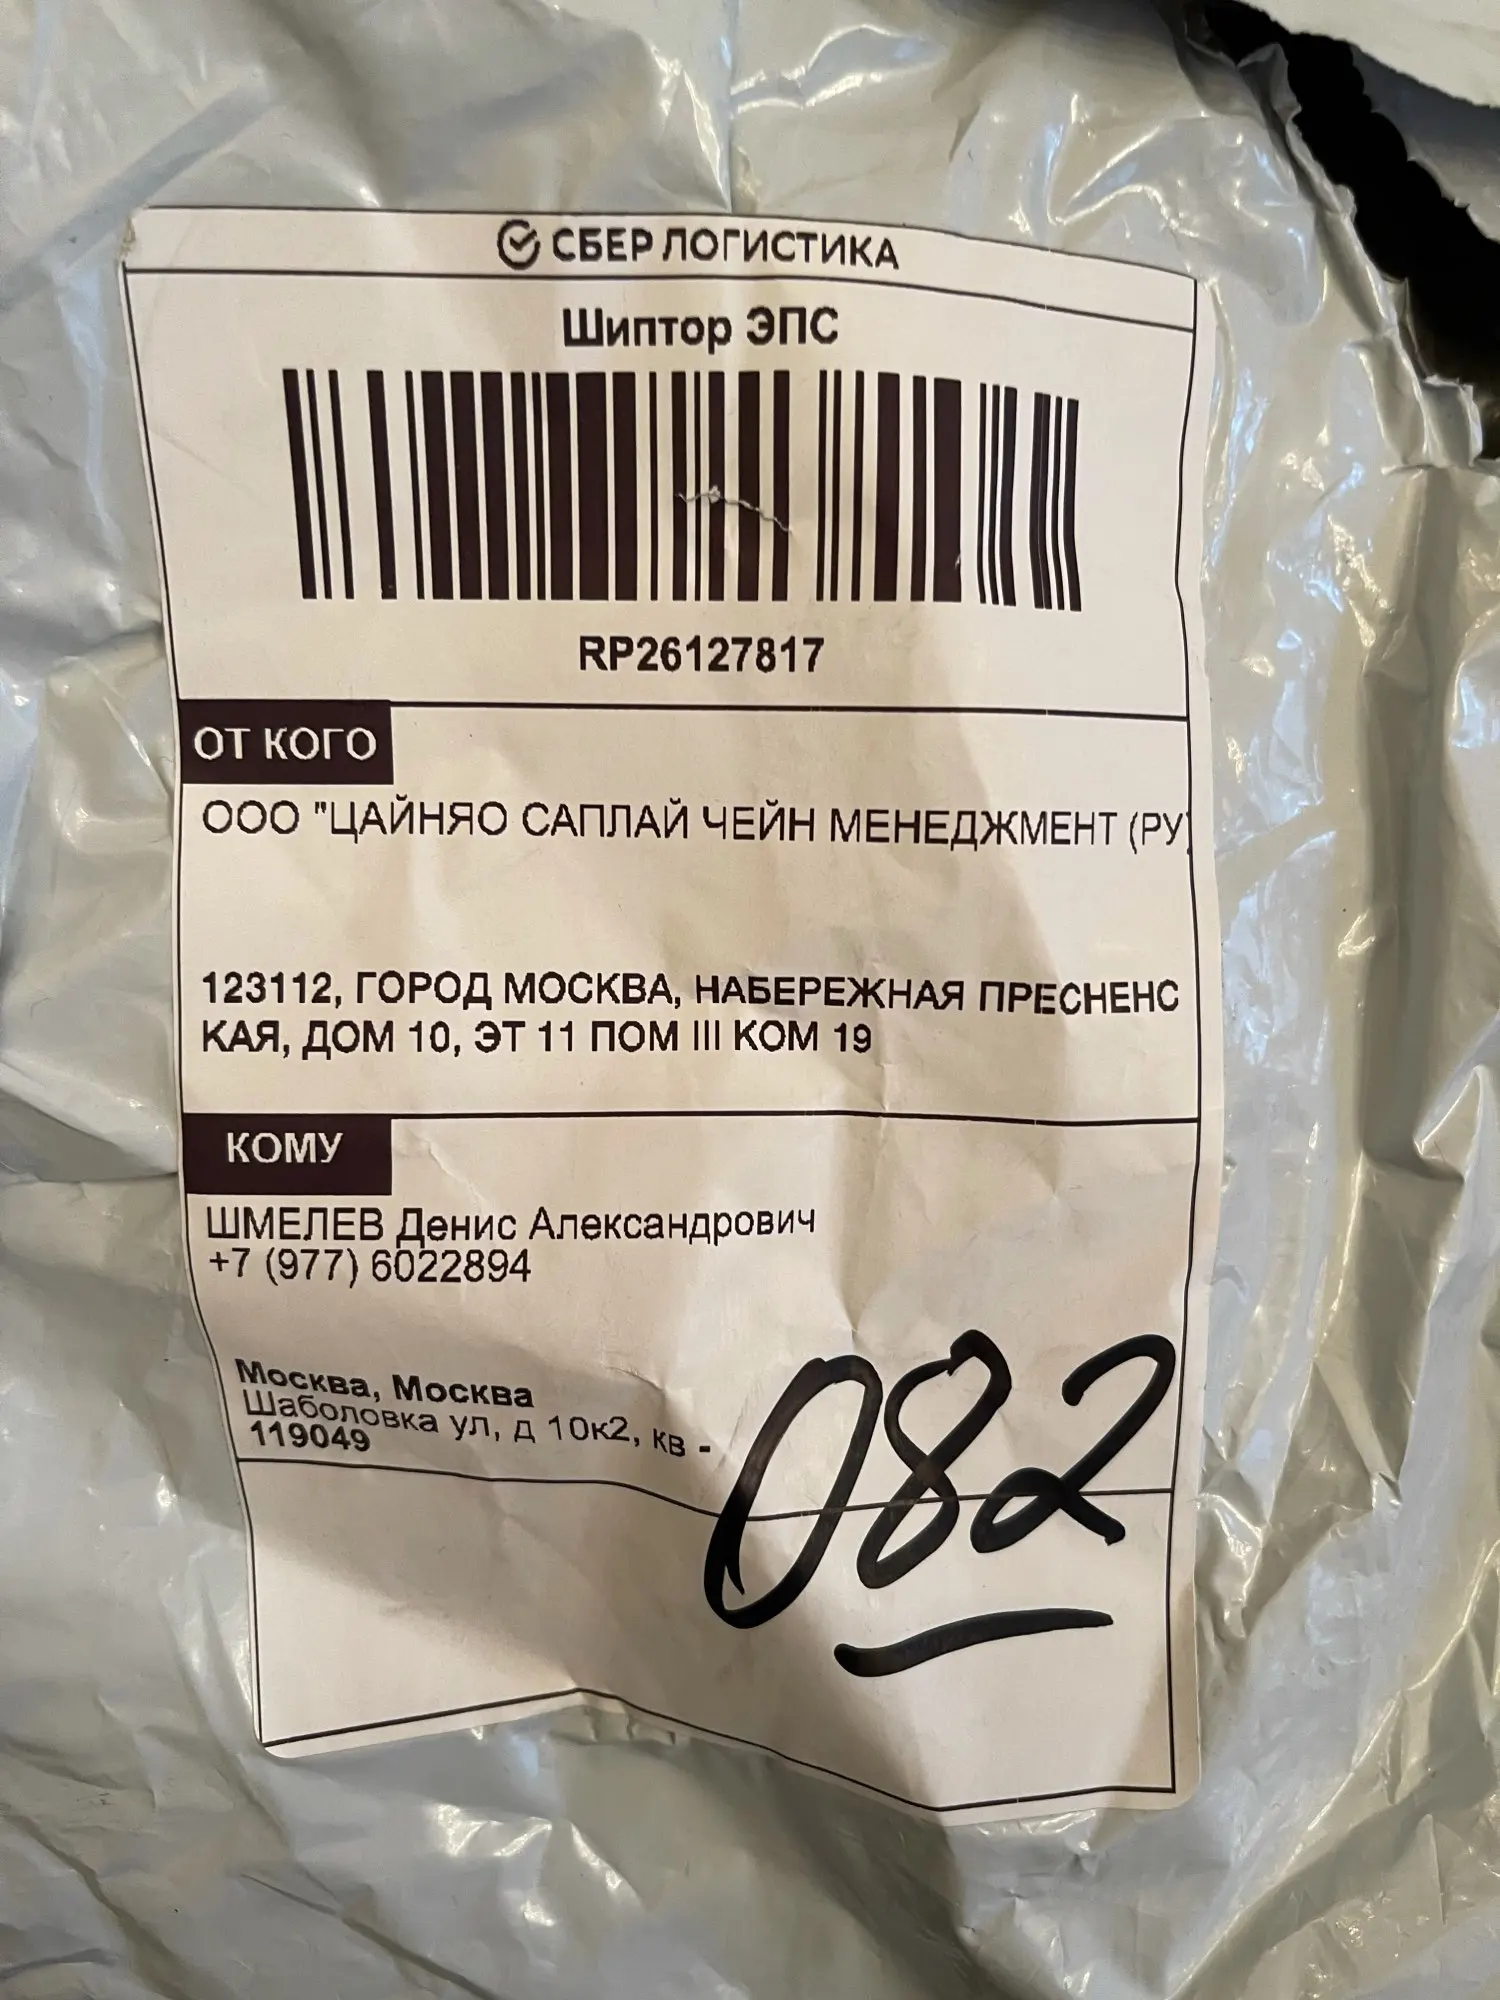 СБЕР ЛОГИСТИКА
Шиптор ЭПС
RP26127817
ОТ КОГО
ООО "ЦАЙНЯО САПЛАЙ ЧЕЙН МЕНЕДЖМЕНТ (РУ
123112, ГОРОД МОСКВА, НАБЕРЕЖНАЯ ПРЕСНЕНС
КАЯ, ДОМ 10, ЭТ 11 ПОМ III КОМ 19
КОМУ
ШМЕЛЕВ Денис Александрович
+7 (977) 6022894
Москва, Москва
Шаболовка ул, д 10к2, кв -
119049
082